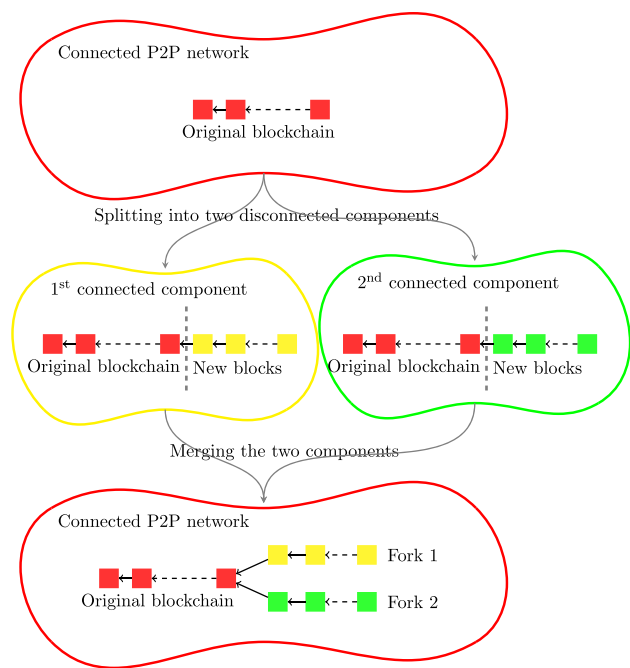 Connected P2P network
Original blockchain
Splitting into two disconnected components
1st connected component
2nd connected component
Original blockchain
New blocks
Original blockchain
New blocks
Merging the two components
Connected P2P network
Fork 1
Original blockchain
Fork 2